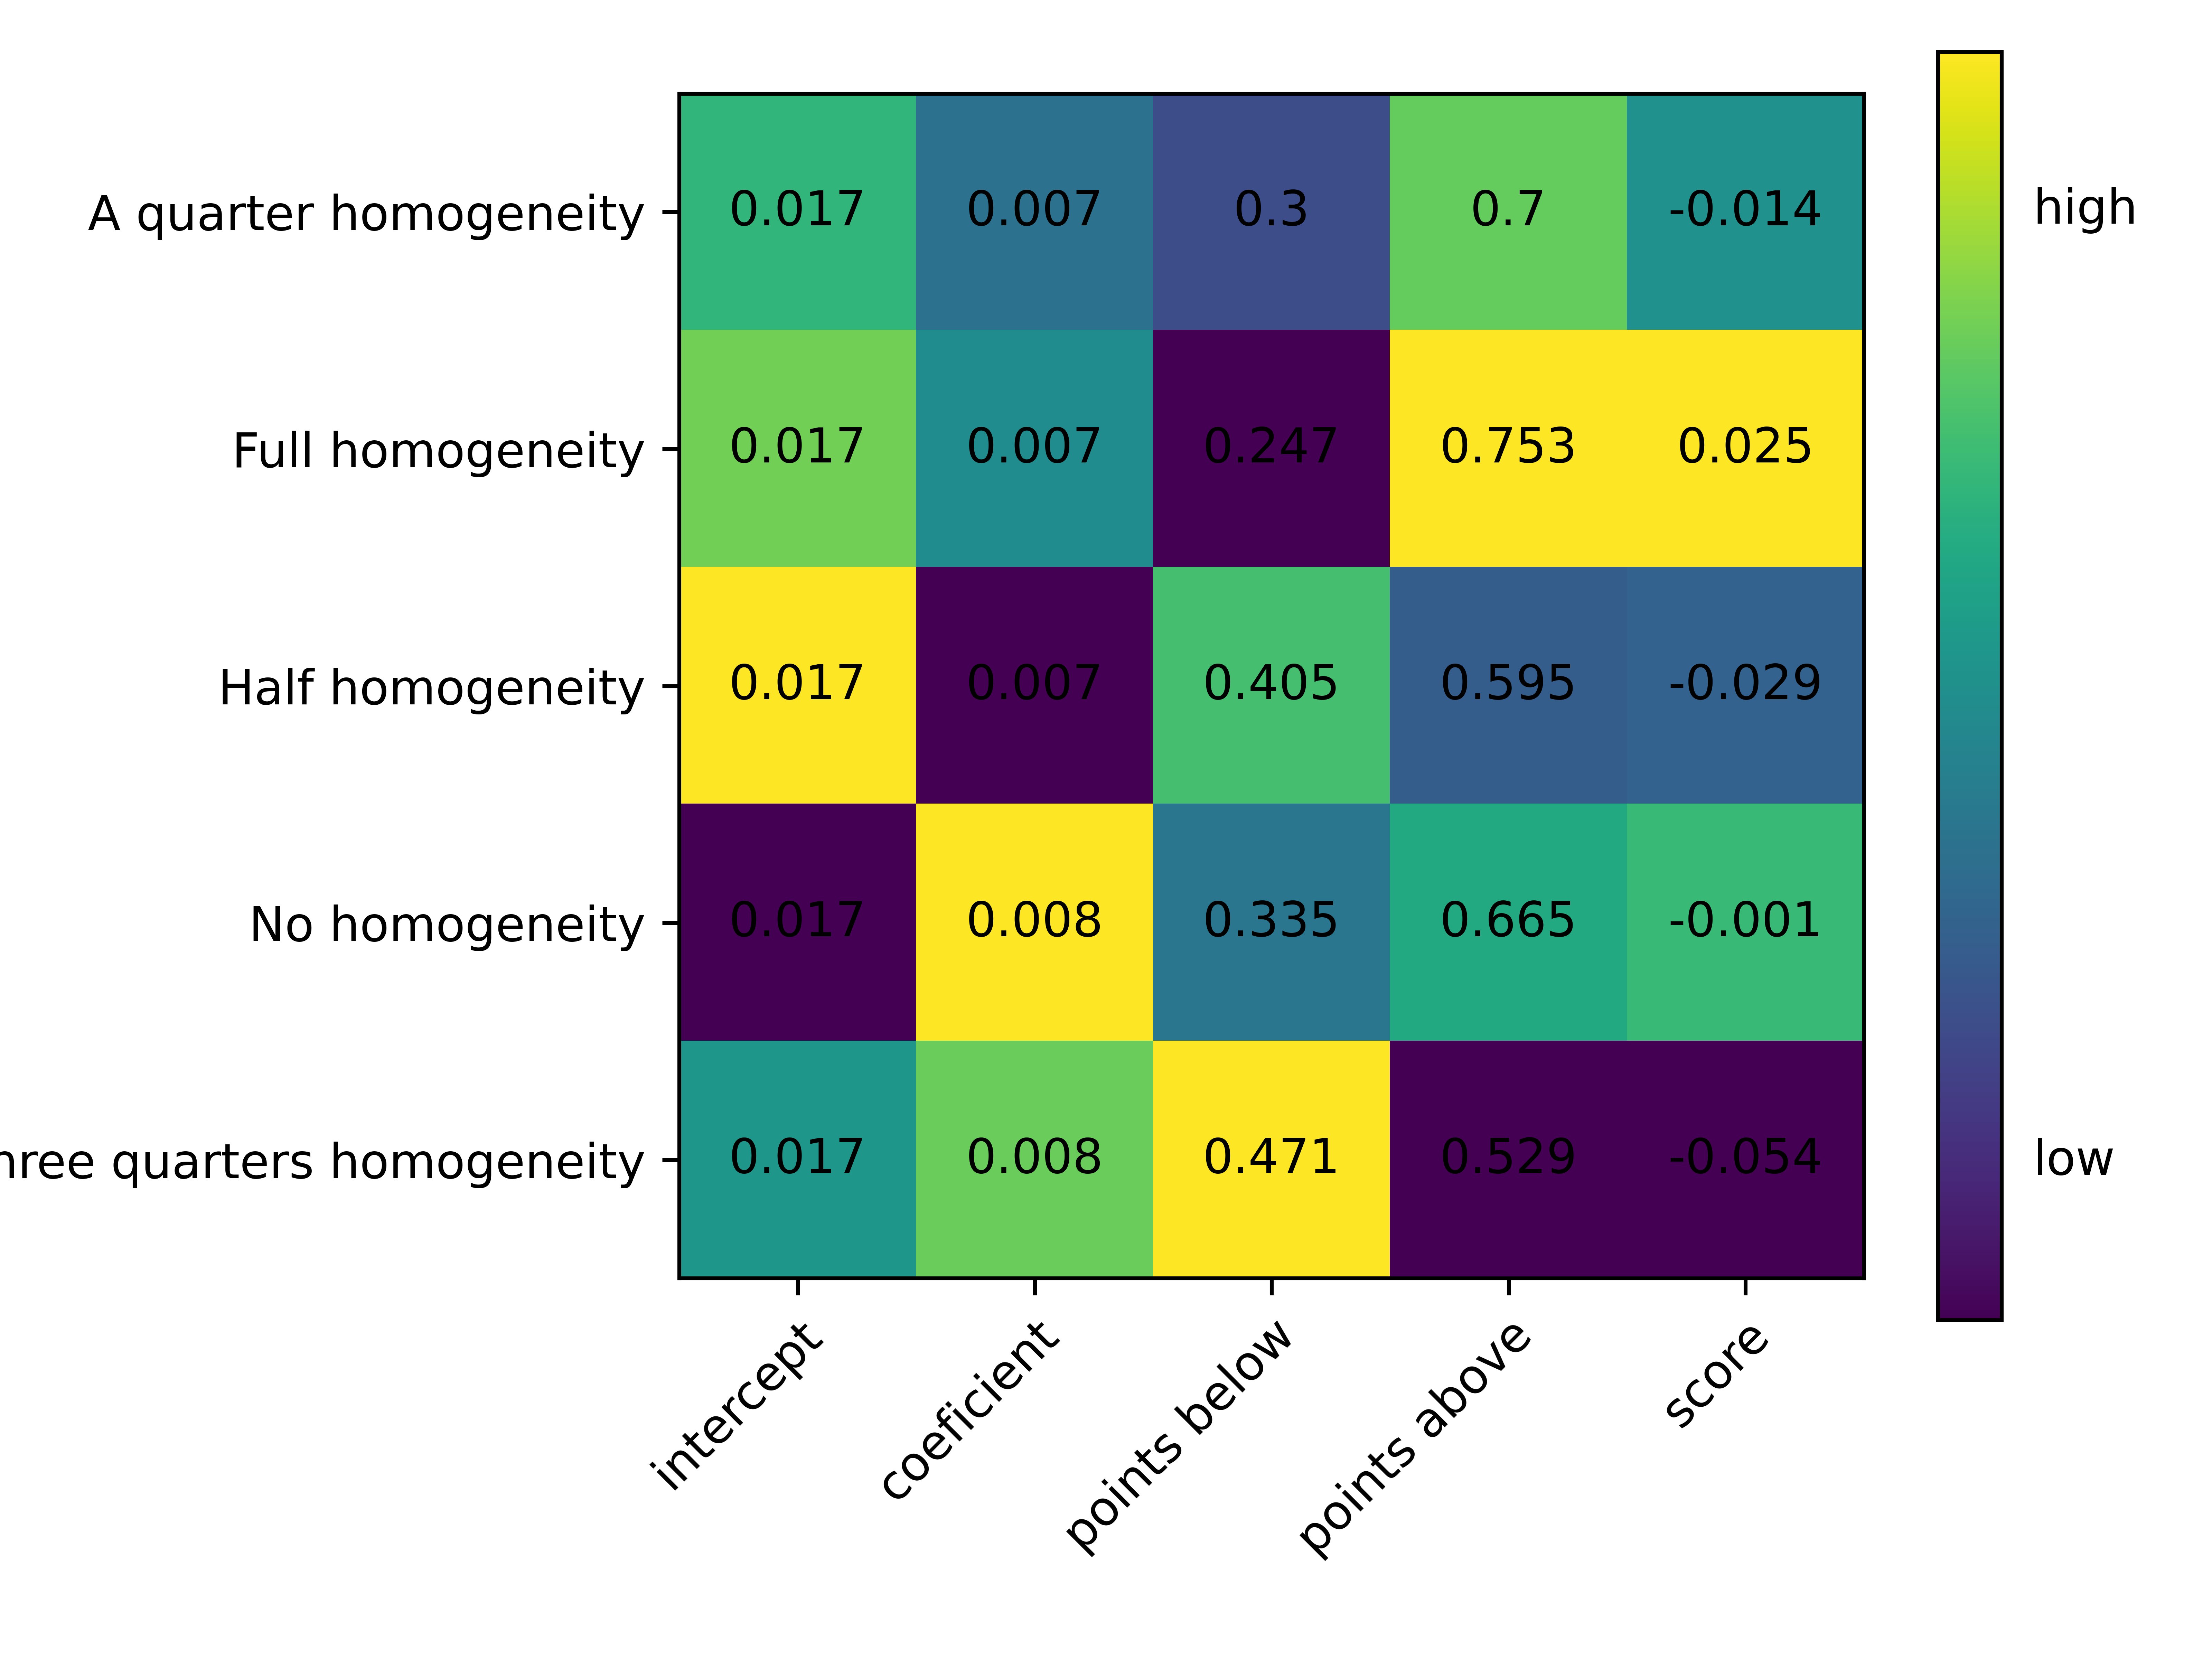 A quarter homogeneity 0.017 0.007 0.3 0.7 -0.014
Full homogeneity 0.017 0.007 0.247 0.753 0.025
Half homogeneity 0.017 0.007 0.405 0.595 -0.029
No homogeneity 0.017 0.008 0.335 0.665 -0.001
hree quarters homogeneity 0.017 0.008 0.471 0.529 -0.054
intercept
coeficient
points below
points above
score
high
low